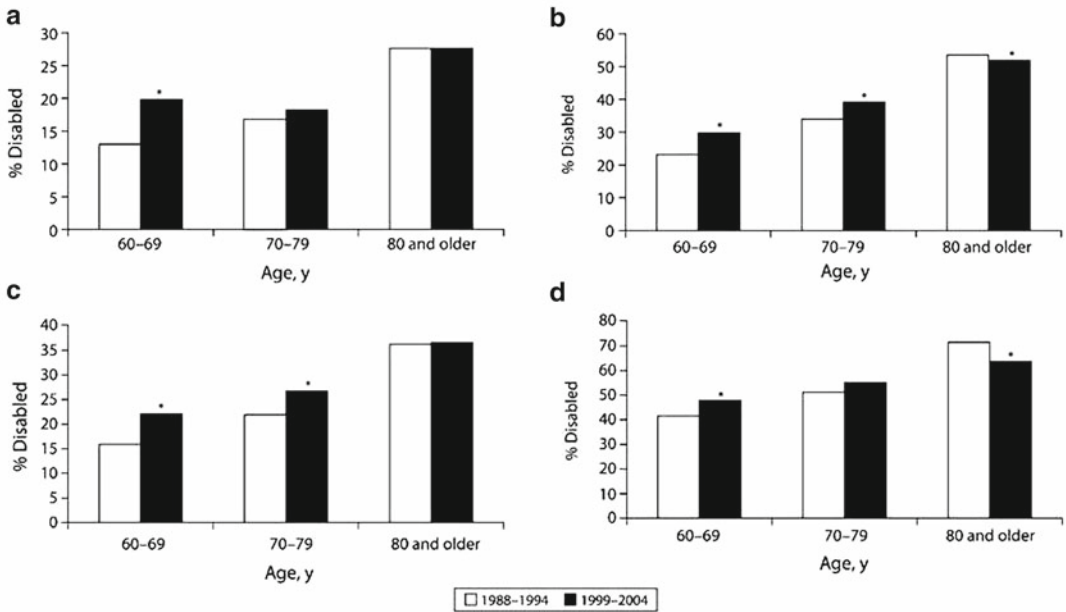 a
30
25
20
15
10
5
0
% Disabled
*
60–69 70–79 80 and older
Age, y
b
60
50
40
30
20
10
0
% Disabled
* * *
60–69 70–79 80 and older
Age, y
c
40
35
30
25
20
15
10
5
0
% Disabled
* *
60–69 70–79 80 and older
Age, y
d
80
70
60
50
40
30
20
10
0
% Disabled
* *
60–69 70–79 80 and older
Age, y
1988–1994 1999–2004